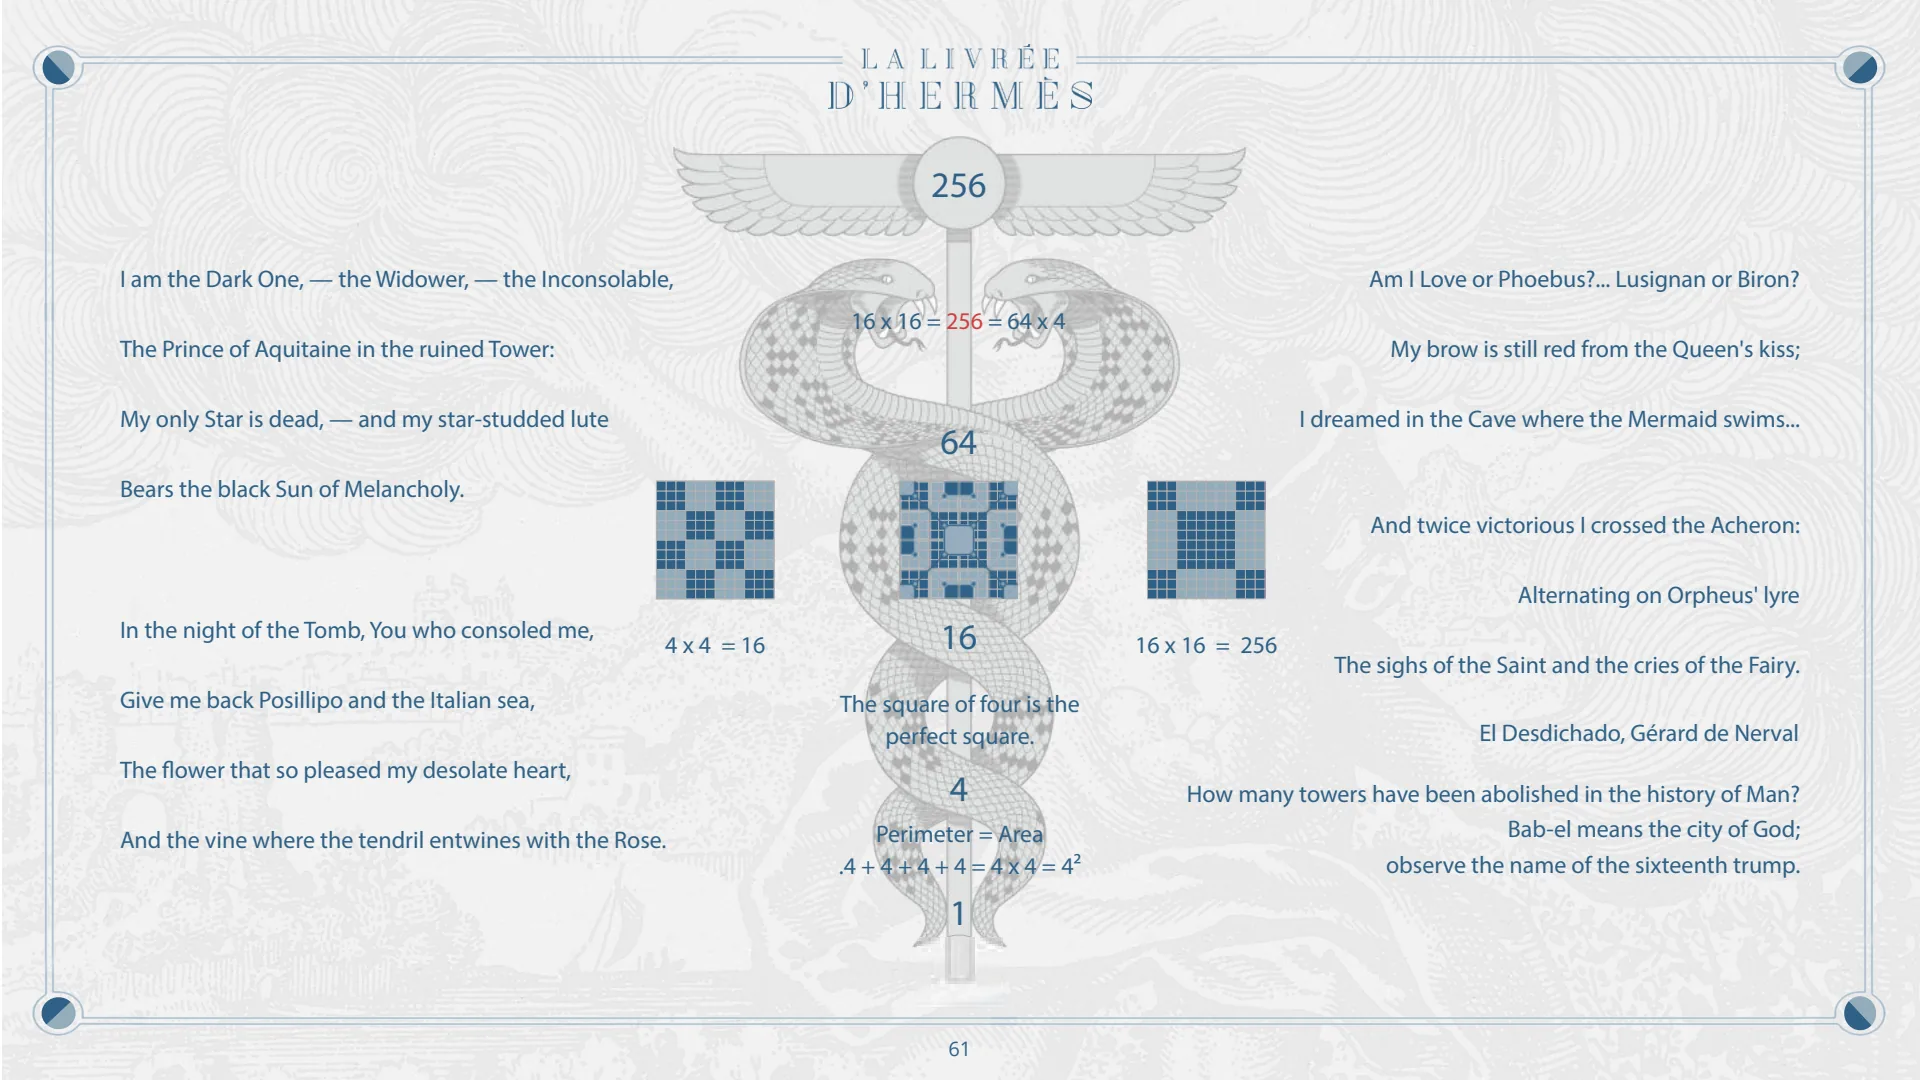 LA LIVRÉE
D'HERMÈS
256
I am the Dark One, — the Widower, — the Inconsolable,
The Prince of Aquitaine in the ruined Tower:
My only Star is dead, — and my star-studded lute
Bears the black Sun of Melancholy.
In the night of the Tomb, You who consoled me,
Give me back Posillipo and the Italian sea,
The flower that so pleased my desolate heart,
And the vine where the tendril entwines with the Rose.
16 x 16 = 256 = 64 x 4
64
4 x 4 = 16
16
16 x 16 = 256
The square of four is the
perfect square.
4
Perimeter = Area
.4 + 4 + 4 + 4 = 4 x 4 = 4²
1
Am I Love or Phoebus?... Lusignan or Biron?
My brow is still red from the Queen's kiss;
I dreamed in the Cave where the Mermaid swims...
And twice victorious I crossed the Acheron:
Alternating on Orpheus' lyre
The sighs of the Saint and the cries of the Fairy.
El Desdichado, Gérard de Nerval
How many towers have been abolished in the history of Man?
Bab-el means the city of God;
observe the name of the sixteenth trump.
61